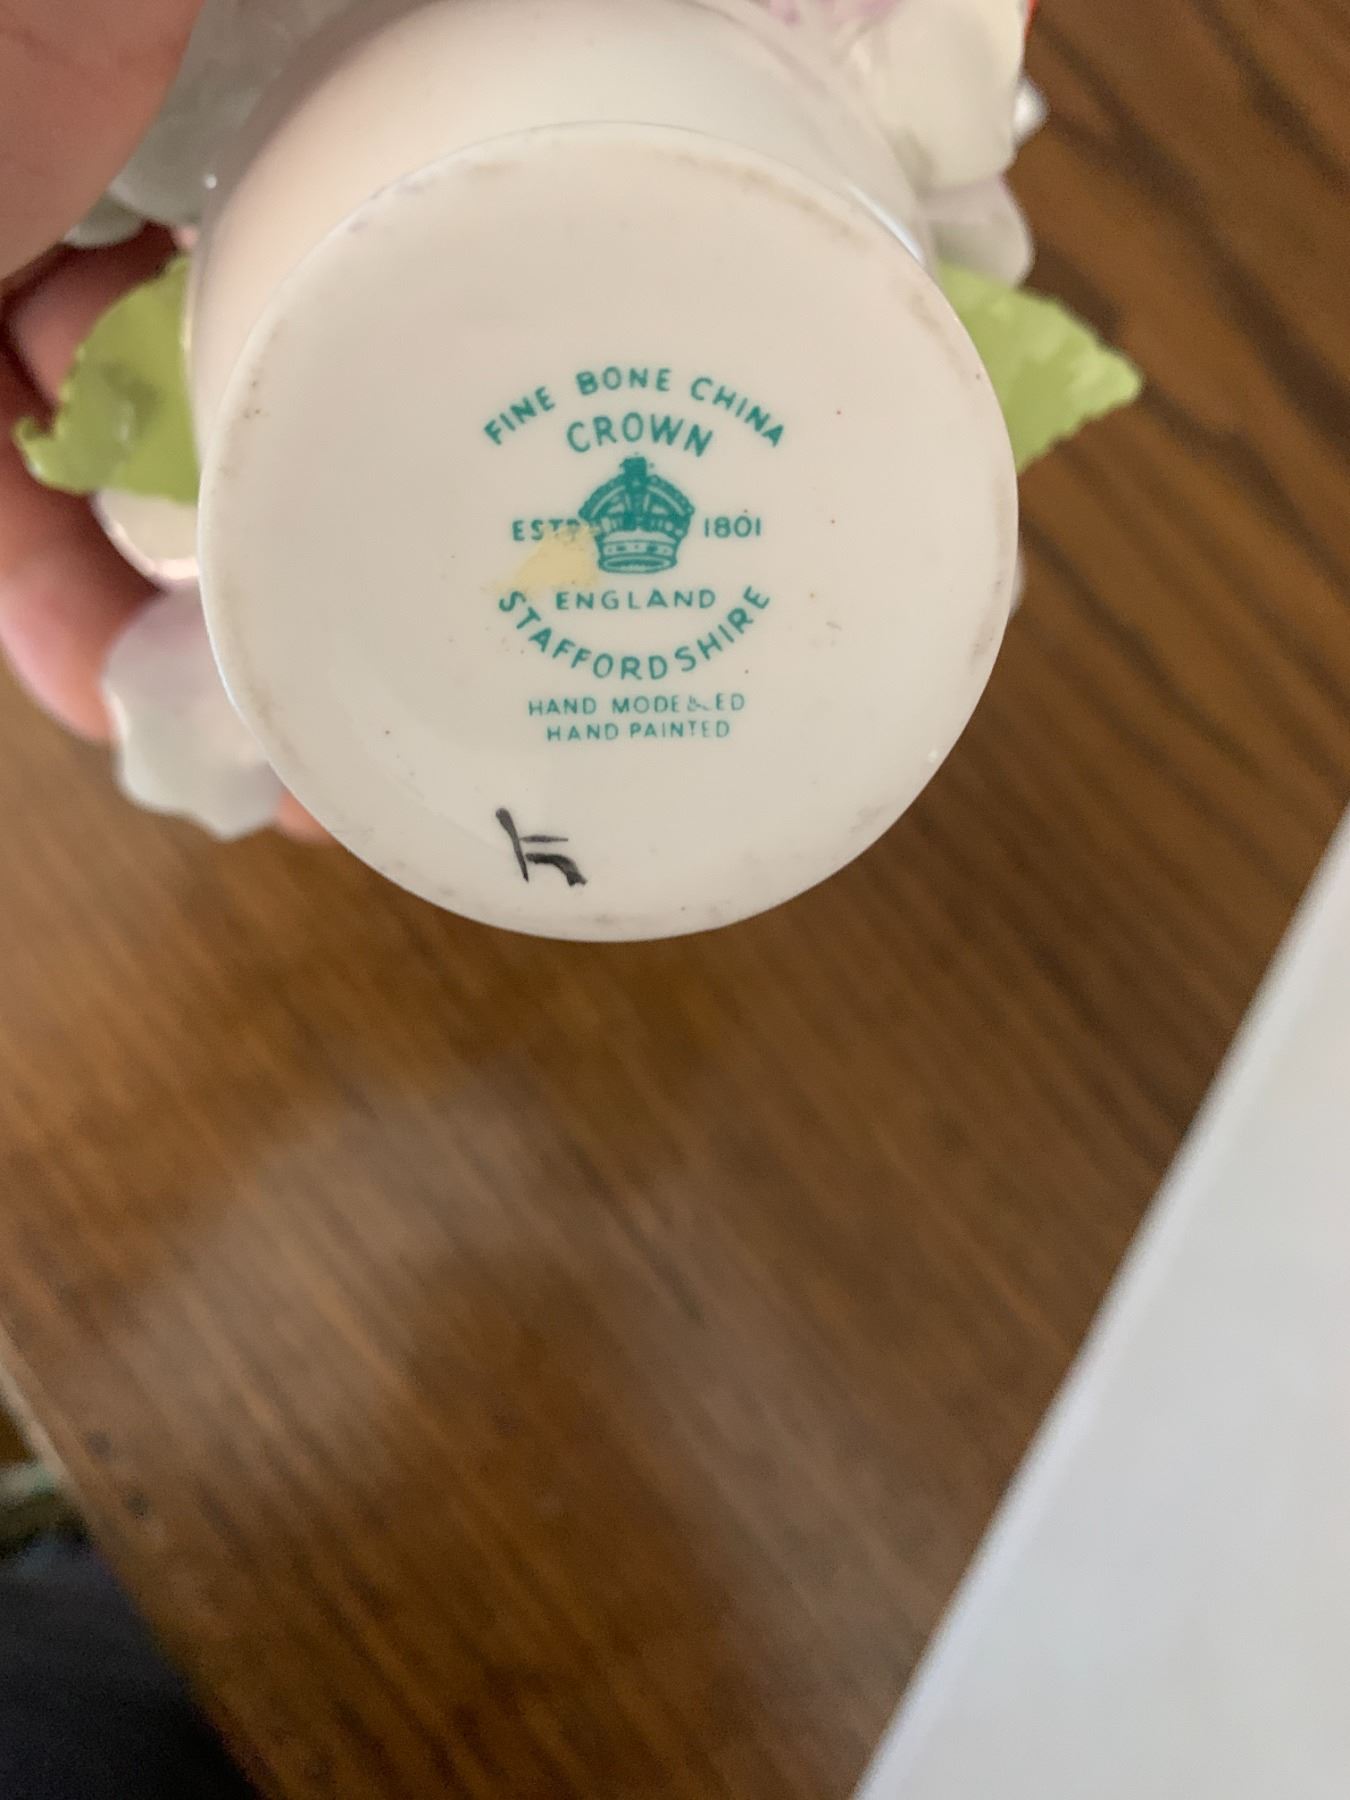 FINE BONE CHINA
CROWN
ESTD 1801
ENGLAND
STAFFORDSHIRE
HAND MODELLED
HAND PAINTED